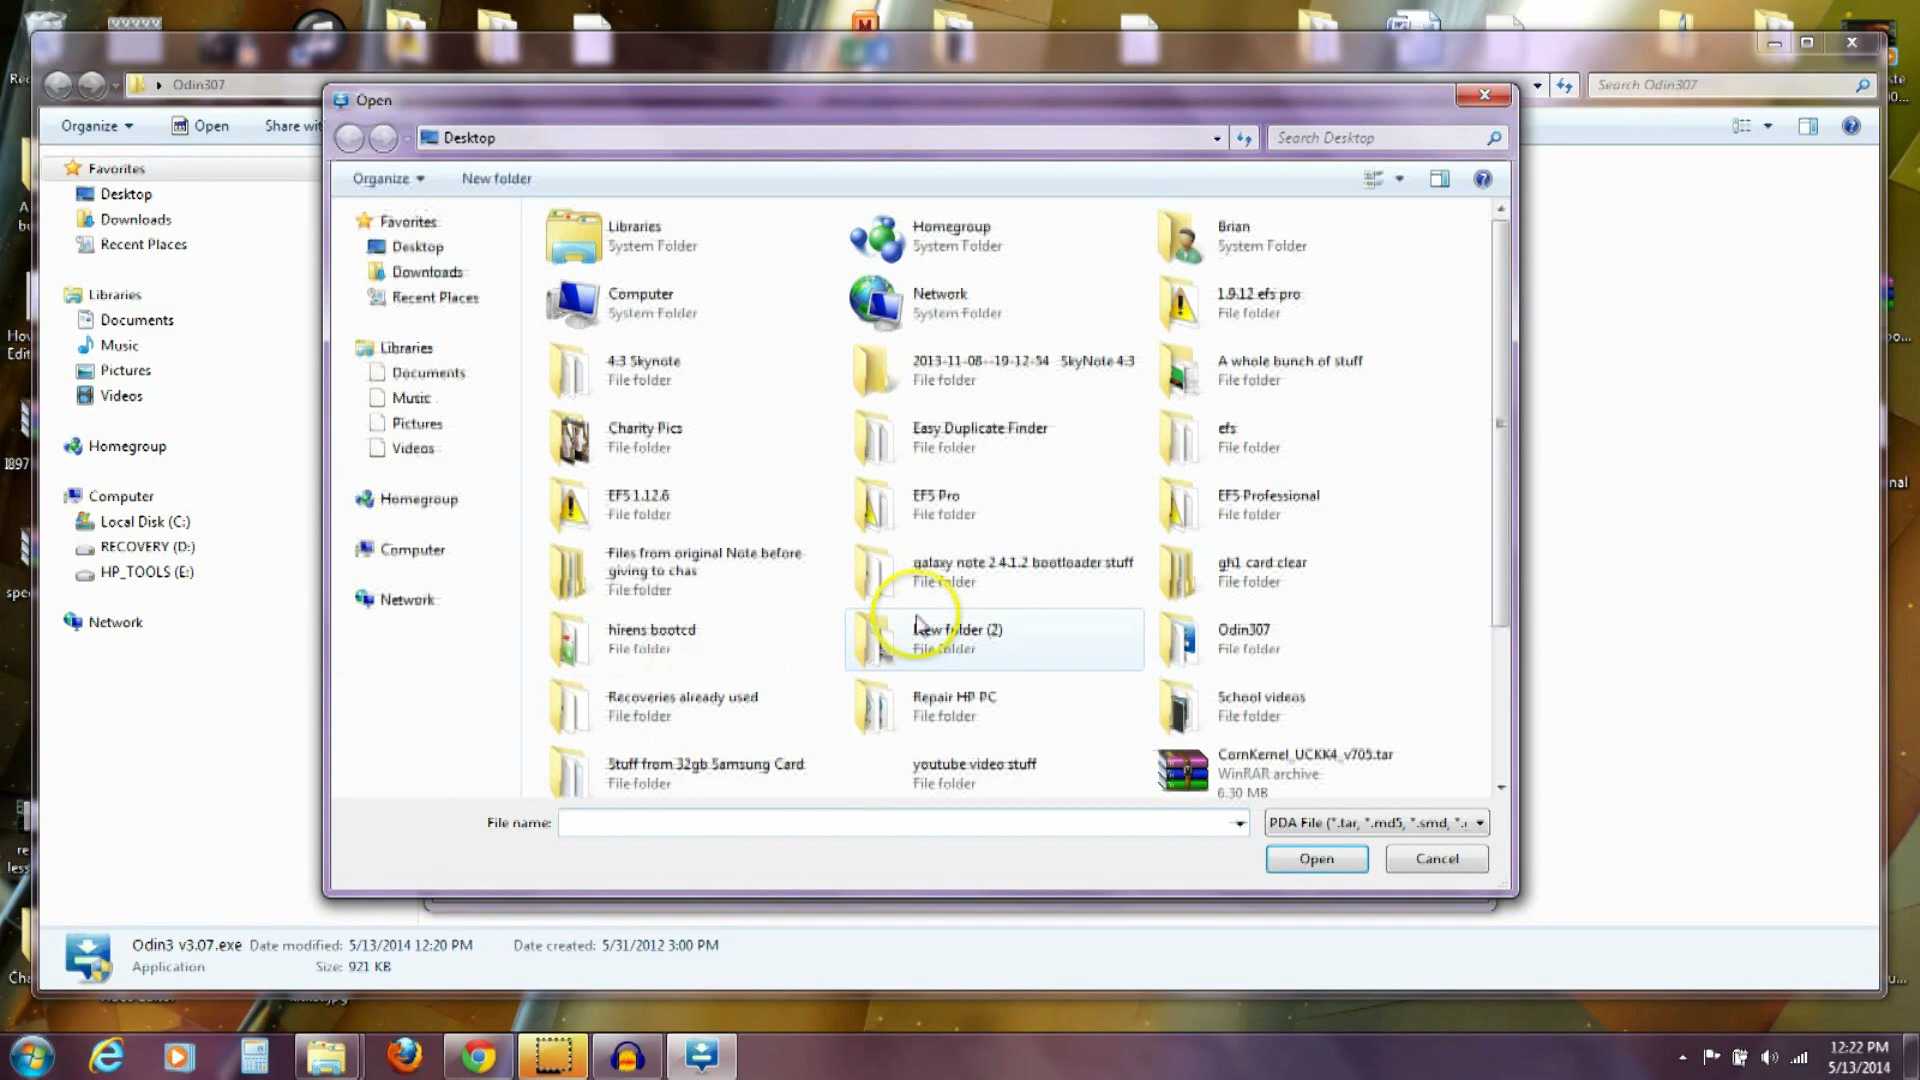 Odin307
Search Odin307
Organize
Open
Share wit
Favorites
Desktop
Downloads
Recent Places
Libraries
Documents
Music
Pictures
Videos
Homegroup
Computer
Local Disk (C:)
RECOVERY (D:)
HP_TOOLS (E:)
Network
Open
Desktop
Search Desktop
Organize
New folder
Favorites
Desktop
Downloads
Recent Places
Libraries
Documents
Music
Pictures
Videos
Homegroup
Computer
Network
Libraries
System Folder
Homegroup
System Folder
Brian
System Folder
Computer
System Folder
Network
System Folder
1.9.12 efs pro
File folder
4.3 Skynote
File folder
2013-11-08--19-12-54 SkyNote 4.3
File folder
A whole bunch of stuff
File folder
Charity Pics
File folder
Easy Duplicate Finder
File folder
efs
File folder
EFS 1.12.6
File folder
EFS Pro
File folder
EFS Professional
File folder
Files from original Note before
giving to chas
File folder
galaxy note 2 4.1.2 bootloader stuff
File folder
gh1 card clear
File folder
hirens bootcd
File folder
New folder (2)
File folder
Odin307
File folder
Recoveries already used
File folder
Repair HP PC
File folder
School videos
File folder
Stuff from 32gb Samsung Card
File folder
youtube video stuff
File folder
CornKernel_UCKK4_v705.tar
WinRAR archive
6.30 MB
File name:
PDA File (*.tar, *.md5, *.smd, *.
Open
Cancel
Odin3 v3.07.exe Date modified: 5/13/2014 12:20 PM Date created: 5/31/2012 3:00 PM
Application Size: 921 KB
12:22 PM
5/13/2014